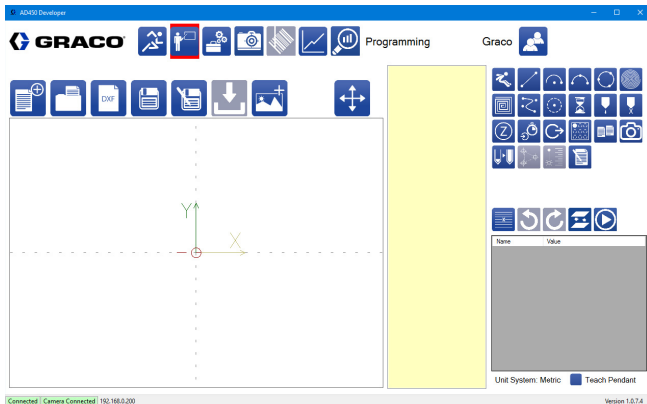 AD450 Developer
GRACO
Programming
Graco
DXF
Y
X
Z
Name Value
Unit System: Metric
Teach Pendant
Connected Camera Connected 192.168.0.200
Version 1.0.7.4